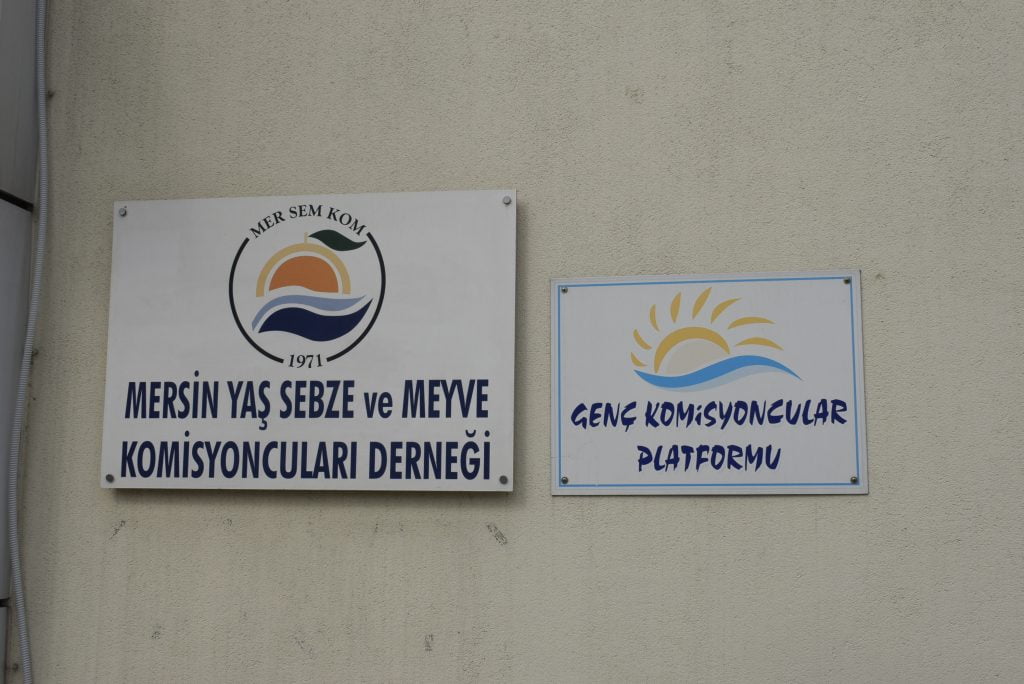 MER SEM KOM
1971
MERSİN YAŞ SEBZE ve MEYVE
KOMİSYONCULARI DERNEĞİ
GENÇ KOMİSYONCULAR
PLATFORMU